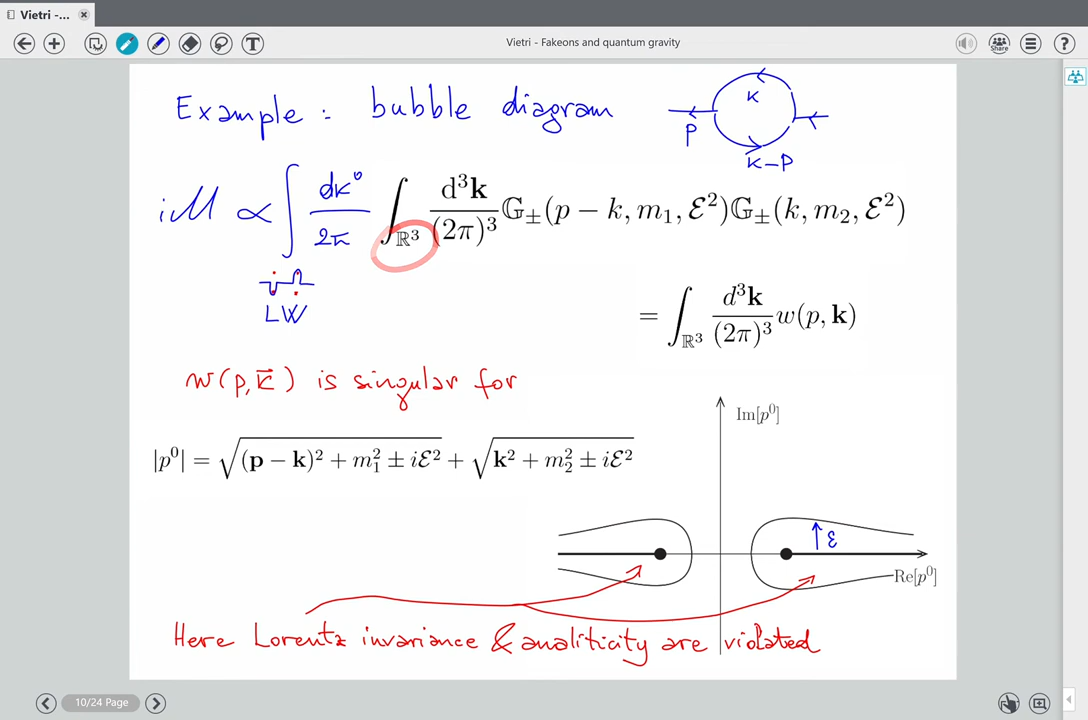 Vietri -...
Vietri - Fakeons and quantum gravity
Share
Example: bubble diagram
K
P
K-P
iM ∝ ∫ dk⁰/2π ∫_ℝ³ d³k/(2π)³ 𝔾±(p − k, m₁, ℰ²)𝔾±(k, m₂, ℰ²)
LW
= ∫_ℝ³ d³k/(2π)³ w(p, k)
w(p, k⃗) is singular for
|p⁰| = √((p − k)² + m₁² ± iℰ²) + √(k² + m₂² ± iℰ²)
Im[p⁰]
ε
Re[p⁰]
Here Lorentz invariance & analiticity are violated
10/24 Page